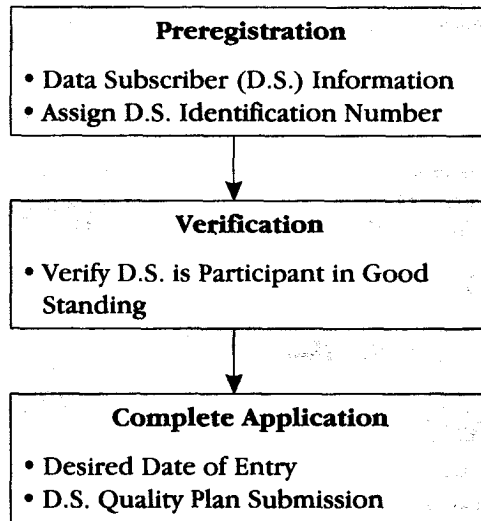 Preregistration
• Data Subscriber (D.S.) Information
• Assign D.S. Identification Number
Verification
• Verify D.S. is Participant in Good
Standing
Complete Application
• Desired Date of Entry
• D.S. Quality Plan Submission